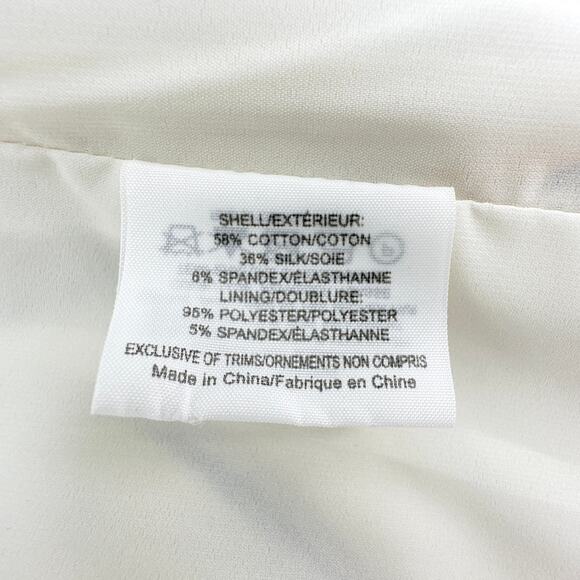 SHELL/EXTÉRIEUR:
58% COTTON/COTON
36% SILK/SOIE
6% SPANDEX/ÉLASTHANNE
LINING/DOUBLURE:
95% POLYESTER/POLYESTER
5% SPANDEX/ÉLASTHANNE
EXCLUSIVE OF TRIMS/ORNEMENTS NON COMPRIS
Made in China/Fabrique en Chine